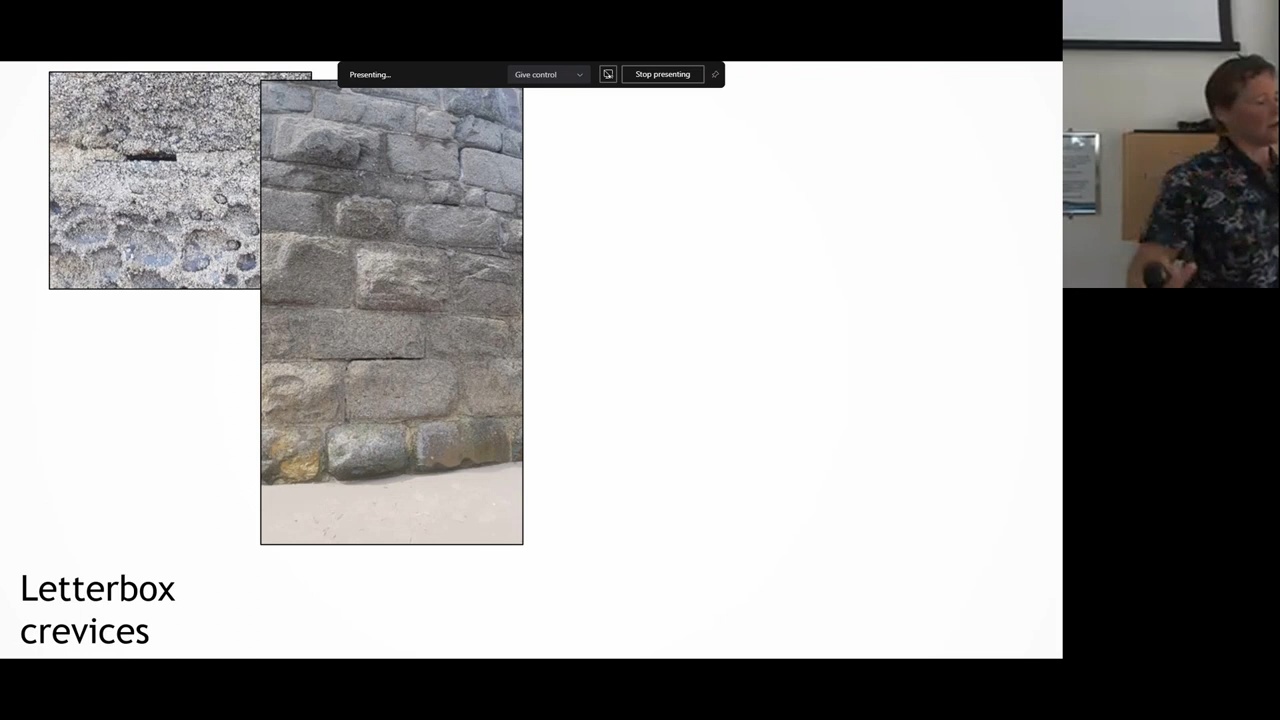 Presenting...
Give control
Stop presenting
Letterbox
crevices